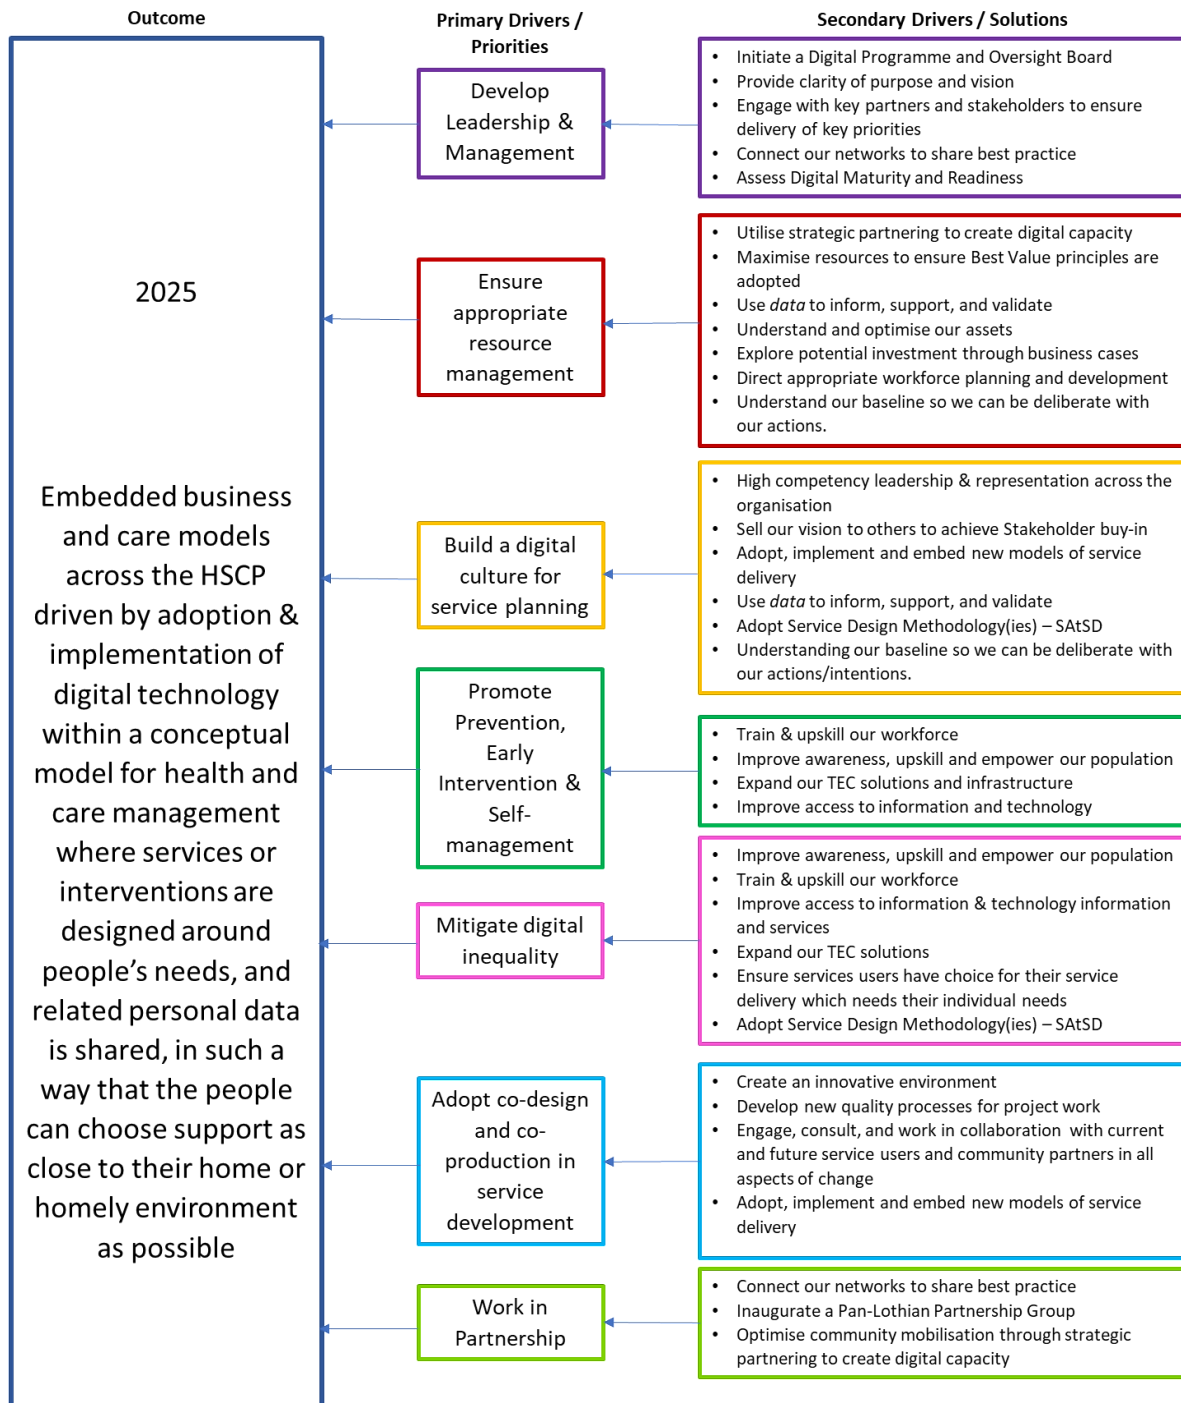 Outcome
Primary Drivers /
Priorities
Secondary Drivers / Solutions
2025
Embedded business
and care models
across the HSCP
driven by adoption &
implementation of
digital technology
within a conceptual
model for health and
care management
where services or
interventions are
designed around
people's needs, and
related personal data
is shared, in such a
way that the people
can choose support as
close to their home or
homely environment
as possible
Develop
Leadership &
Management
• Initiate a Digital Programme and Oversight Board
• Provide clarity of purpose and vision
• Engage with key partners and stakeholders to ensure
delivery of key priorities
• Connect our networks to share best practice
• Assess Digital Maturity and Readiness
Ensure
appropriate
resource
management
• Utilise strategic partnering to create digital capacity
• Maximise resources to ensure Best Value principles are
adopted
• Use data to inform, support, and validate
• Understand and optimise our assets
• Explore potential investment through business cases
• Direct appropriate workforce planning and development
• Understand our baseline so we can be deliberate with
our actions.
Build a digital
culture for
service planning
• High competency leadership & representation across the
organisation
• Sell our vision to others to achieve Stakeholder buy-in
• Adopt, implement and embed new models of service
delivery
• Use data to inform, support, and validate
• Adopt Service Design Methodology(ies) – SAtSD
• Understanding our baseline so we can be deliberate with
our actions/intentions.
Promote
Prevention,
Early
Intervention &
Self-
management
• Train & upskill our workforce
• Improve awareness, upskill and empower our population
• Expand our TEC solutions and infrastructure
• Improve access to information and technology
Mitigate digital
inequality
• Improve awareness, upskill and empower our population
• Train & upskill our workforce
• Improve access to information & technology information
and services
• Expand our TEC solutions
• Ensure services users have choice for their service
delivery which needs their individual needs
• Adopt Service Design Methodology(ies) – SAtSD
Adopt co-design
and co-
production in
service
development
• Create an innovative environment
• Develop new quality processes for project work
• Engage, consult, and work in collaboration with current
and future service users and community partners in all
aspects of change
• Adopt, implement and embed new models of service
delivery
Work in
Partnership
• Connect our networks to share best practice
• Inaugurate a Pan-Lothian Partnership Group
• Optimise community mobilisation through strategic
partnering to create digital capacity